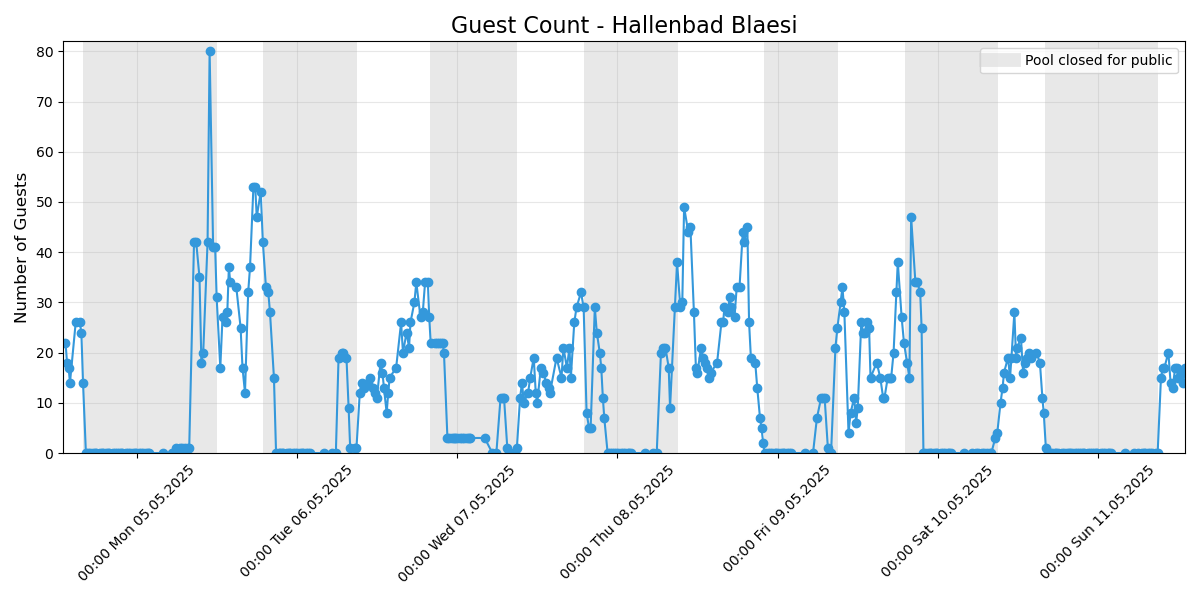 Guest Count - Hallenbad Blaesi
Pool closed for public
Number of Guests
80
70
60
50
40
30
20
10
0
00:00 Mon 05.05.2025
00:00 Tue 06.05.2025
00:00 Wed 07.05.2025
00:00 Thu 08.05.2025
00:00 Fri 09.05.2025
00:00 Sat 10.05.2025
00:00 Sun 11.05.2025